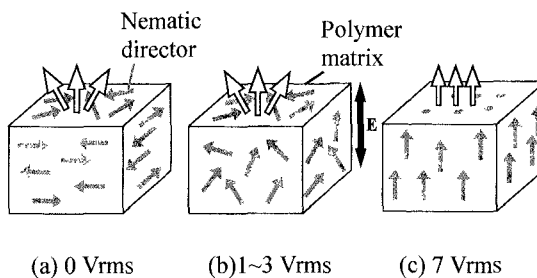 Nematic
director
Polymer
matrix
E
(a) 0 Vrms
(b)1~3 Vrms
(c) 7 Vrms